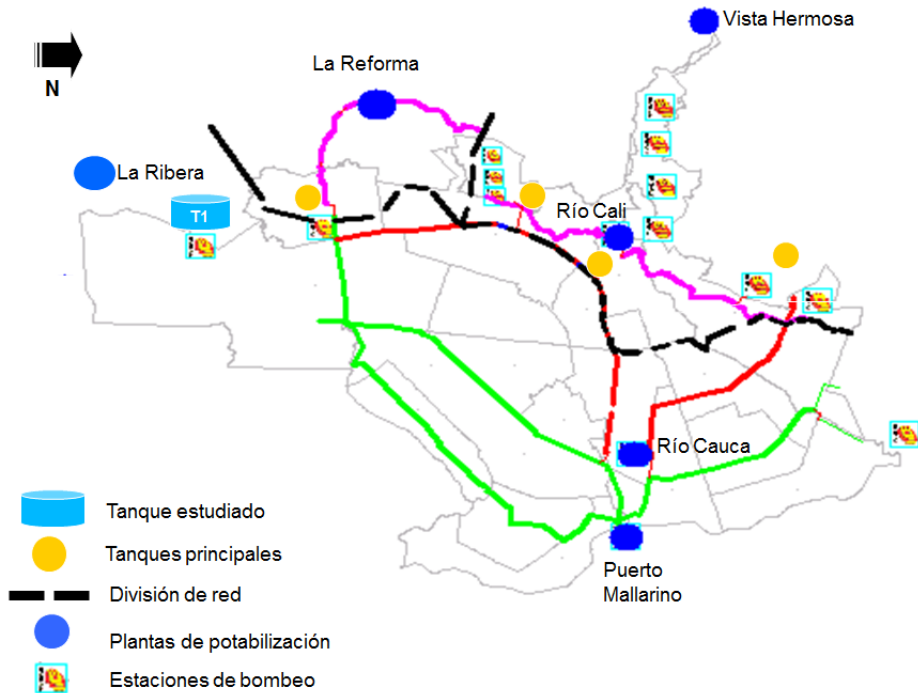 Vista Hermosa
La Reforma
N
La Ribera
T1
Río Cali
Río Cauca
Puerto
Mallarino
Tanque estudiado
Tanques principales
División de red
Plantas de potabilización
Estaciones de bombeo